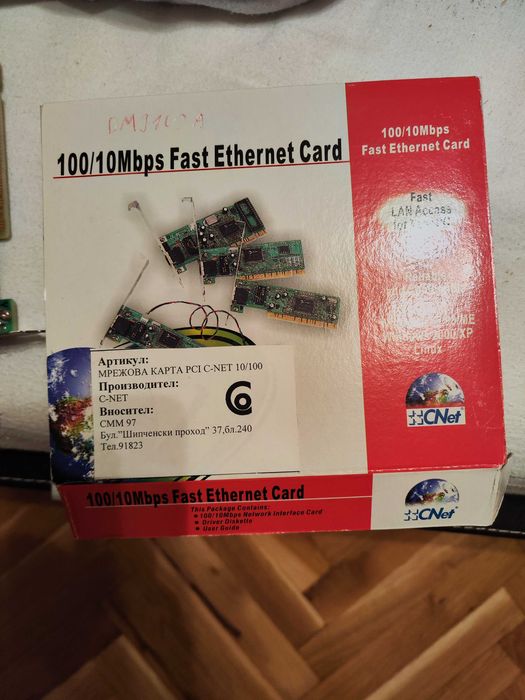 100/10Mbps Fast Ethernet Card
100/10Mbps
Fast Ethernet Card
Fast
LAN Access
Linux
CNet
Артикул:
МРЕЖОВА КАРТА PCI C-NET 10/100
Производител:
C-NET
Вносител:
СММ 97
Бул."Шипченски проход" 37,бл.240
Тел.91823
100/10Mbps Fast Ethernet Card
This Package Contains:
100/10Mbps Network Interface Card
Driver Diskette
User Guide
CNet